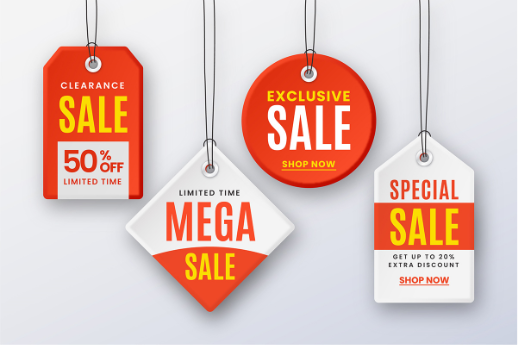 CLEARANCE
SALE
50% OFF
LIMITED TIME
LIMITED TIME
MEGA
SALE
EXCLUSIVE
SALE
SHOP NOW
SPECIAL
SALE
GET UP TO 20%
EXTRA DISCOUNT
SHOP NOW